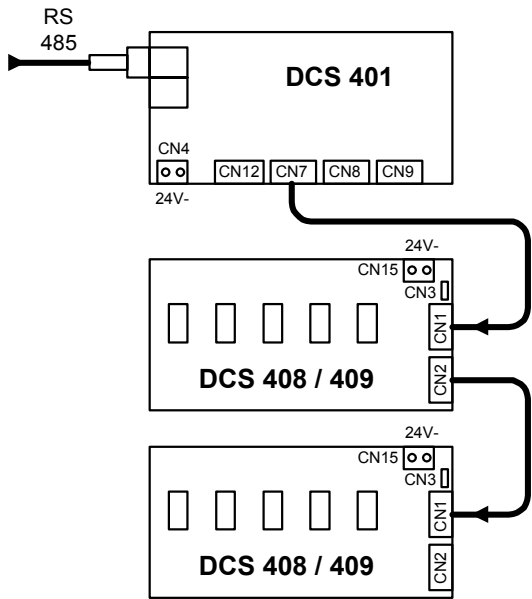 RS
485
DCS 401
CN4
CN12
CN7
CN8
CN9
24V-
24V-
CN15
CN3
CN1
CN2
DCS 408 / 409
24V-
CN15
CN3
CN1
CN2
DCS 408 / 409